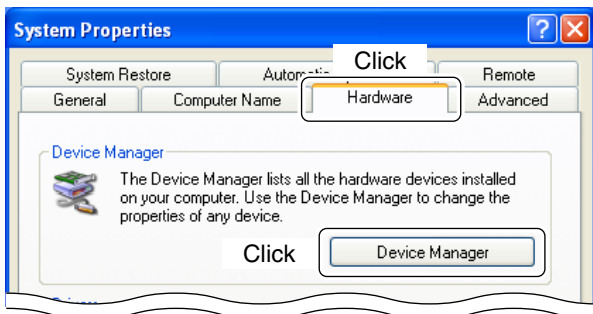 System Properties
Click
System Restore
Remote
General
Computer Name
Hardware
Advanced
Device Manager
The Device Manager lists all the hardware devices installed
on your computer. Use the Device Manager to change the
properties of any device.
Click
Device Manager